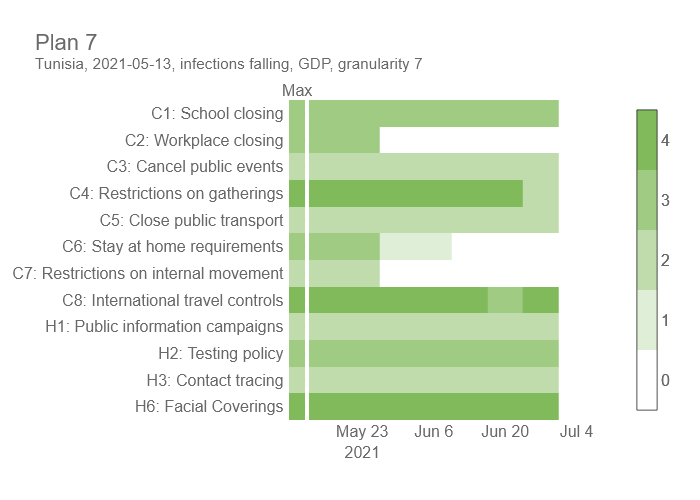 Plan 7
Tunisia, 2021-05-13, infections falling, GDP, granularity 7
Max
C1: School closing
C2: Workplace closing
C3: Cancel public events
C4: Restrictions on gatherings
C5: Close public transport
C6: Stay at home requirements
C7: Restrictions on internal movement
C8: International travel controls
H1: Public information campaigns
H2: Testing policy
H3: Contact tracing
H6: Facial Coverings
May 23 Jun 6 Jun 20 Jul 4
2021
4
3
2
1
0